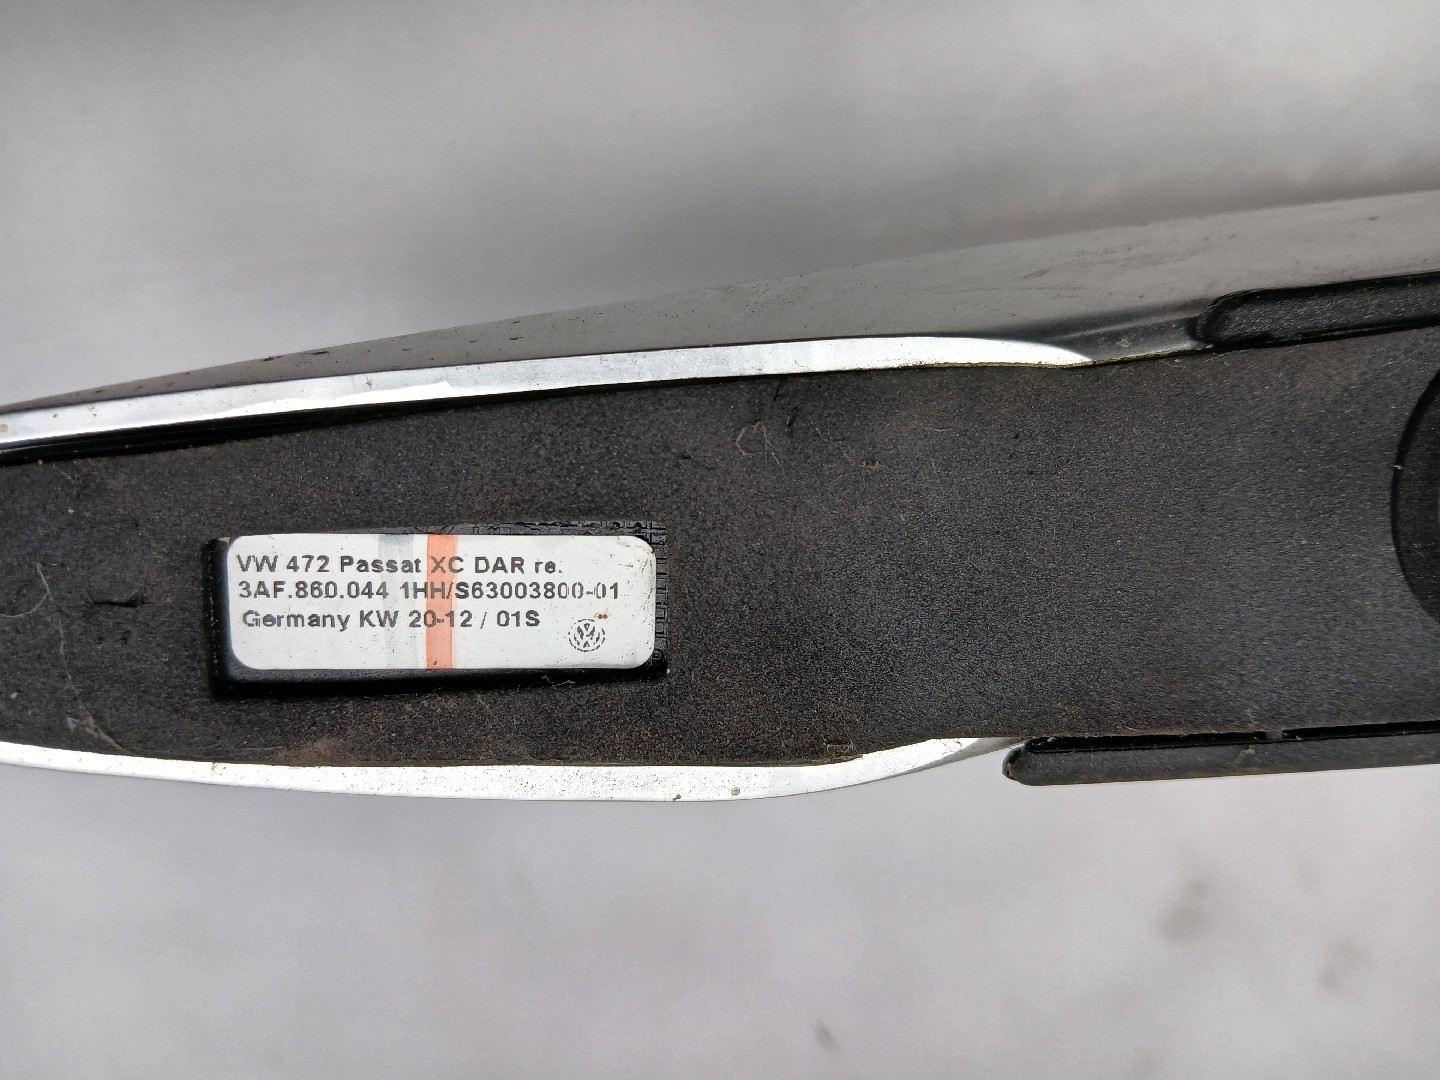 VW 472 Passat XC DAR re.
3AF.860.044 1HH/S63003800-01
Germany KW 20-12 / 01S